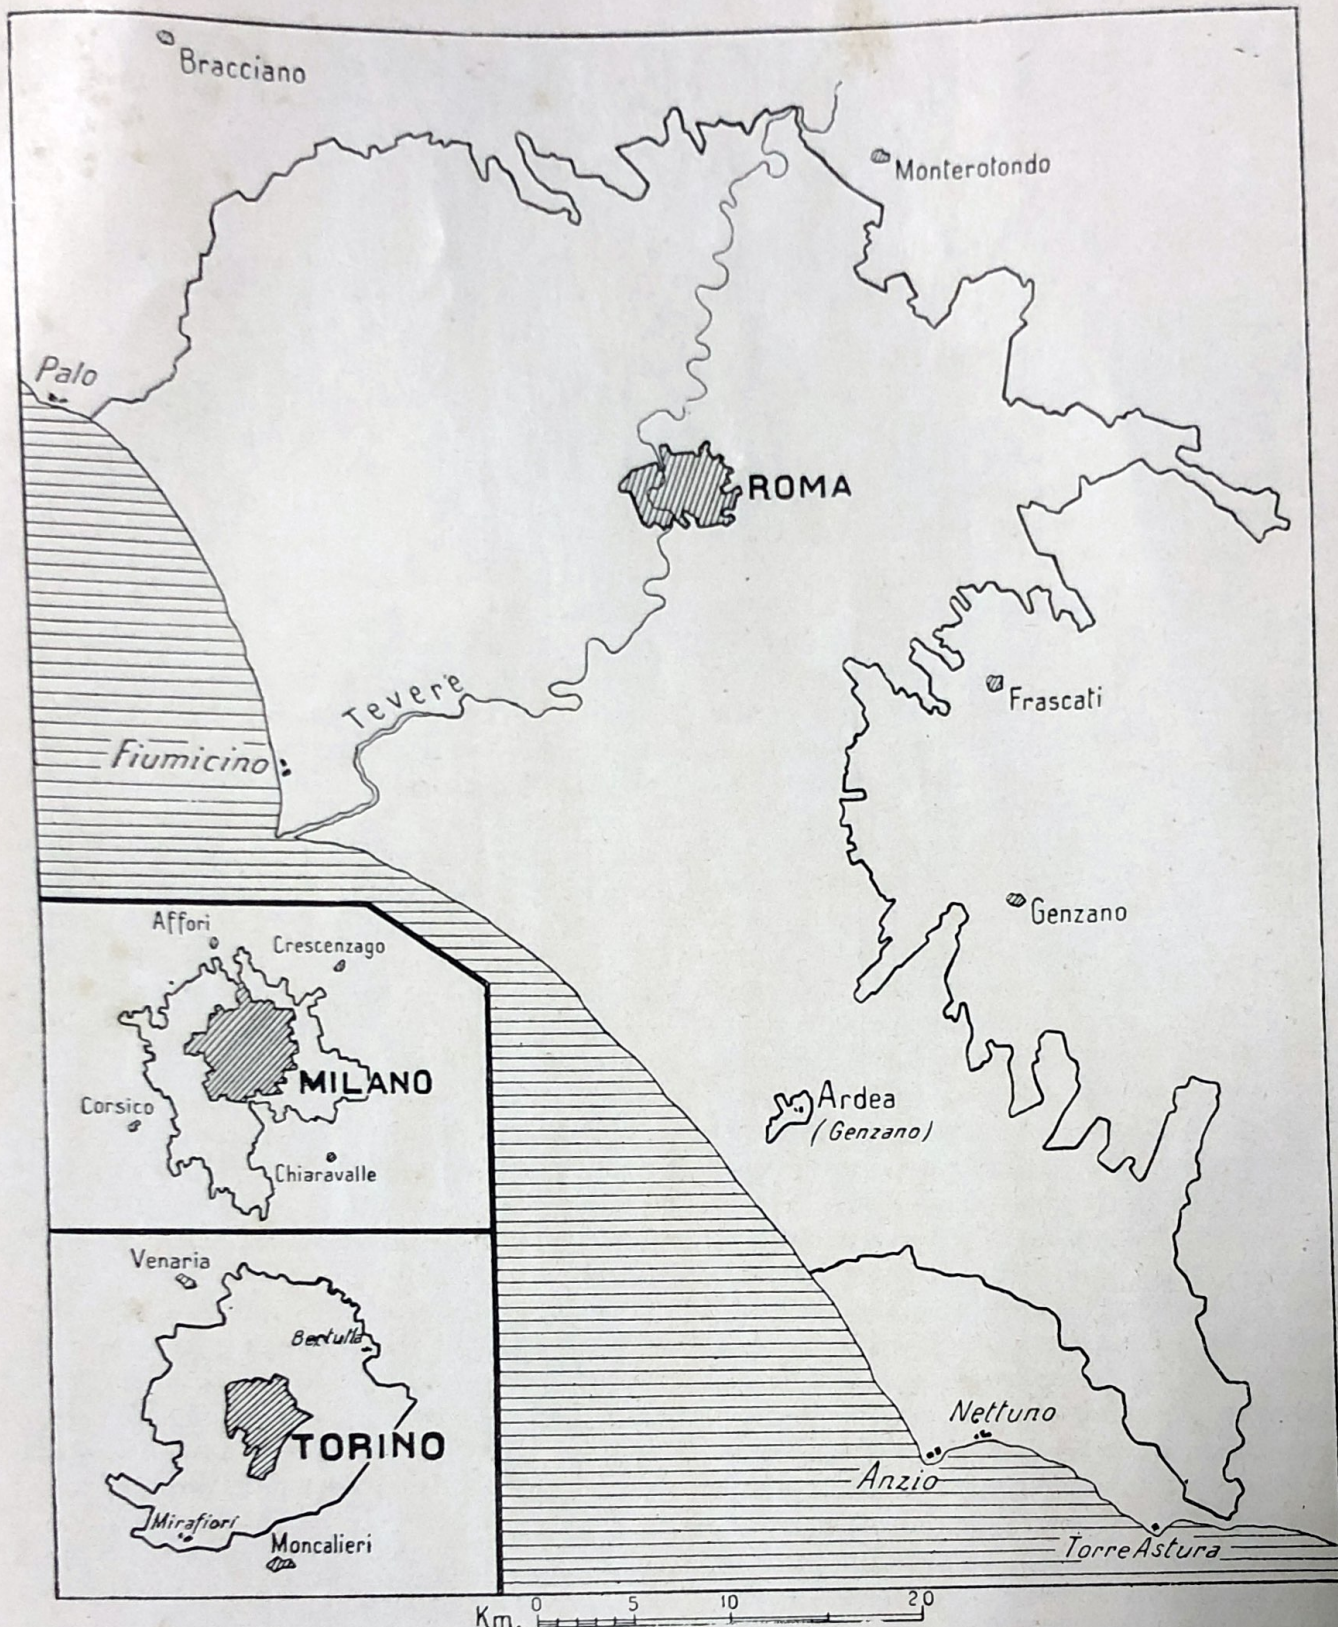 Bracciano
Monterotondo
Palo
ROMA
Tevere
Frascati
Fiumicino
Genzano
Affori
Crescenzago
MILANO
Corsico
Chiaravalle
Ardea
(Genzano)
Venaria
Bertulla
TORINO
Mirafiori
Moncalieri
Nettuno
Anzio
Torre Astura
Km. 0 5 10 20